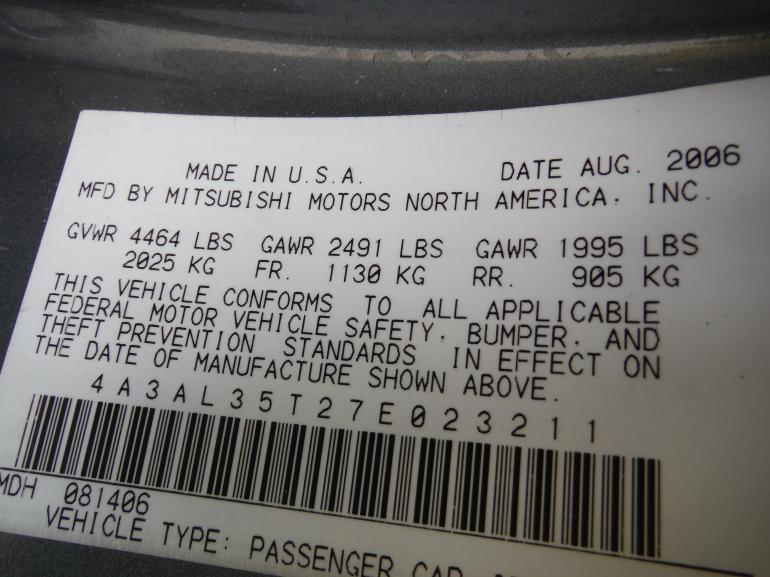 MADE IN U.S.A. DATE AUG. 2006
MFD BY MITSUBISHI MOTORS NORTH AMERICA, INC.
GVWR 4464 LBS GAWR 2491 LBS GAWR 1995 LBS
2025 KG FR. 1130 KG RR. 905 KG
THIS VEHICLE CONFORMS TO ALL APPLICABLE
FEDERAL MOTOR VEHICLE SAFETY, BUMPER, AND
THEFT PREVENTION STANDARDS IN EFFECT ON
THE DATE OF MANUFACTURE SHOWN ABOVE.
4A3AL35T27E023211
MDH 081406
VEHICLE TYPE: PASSENGER CAR